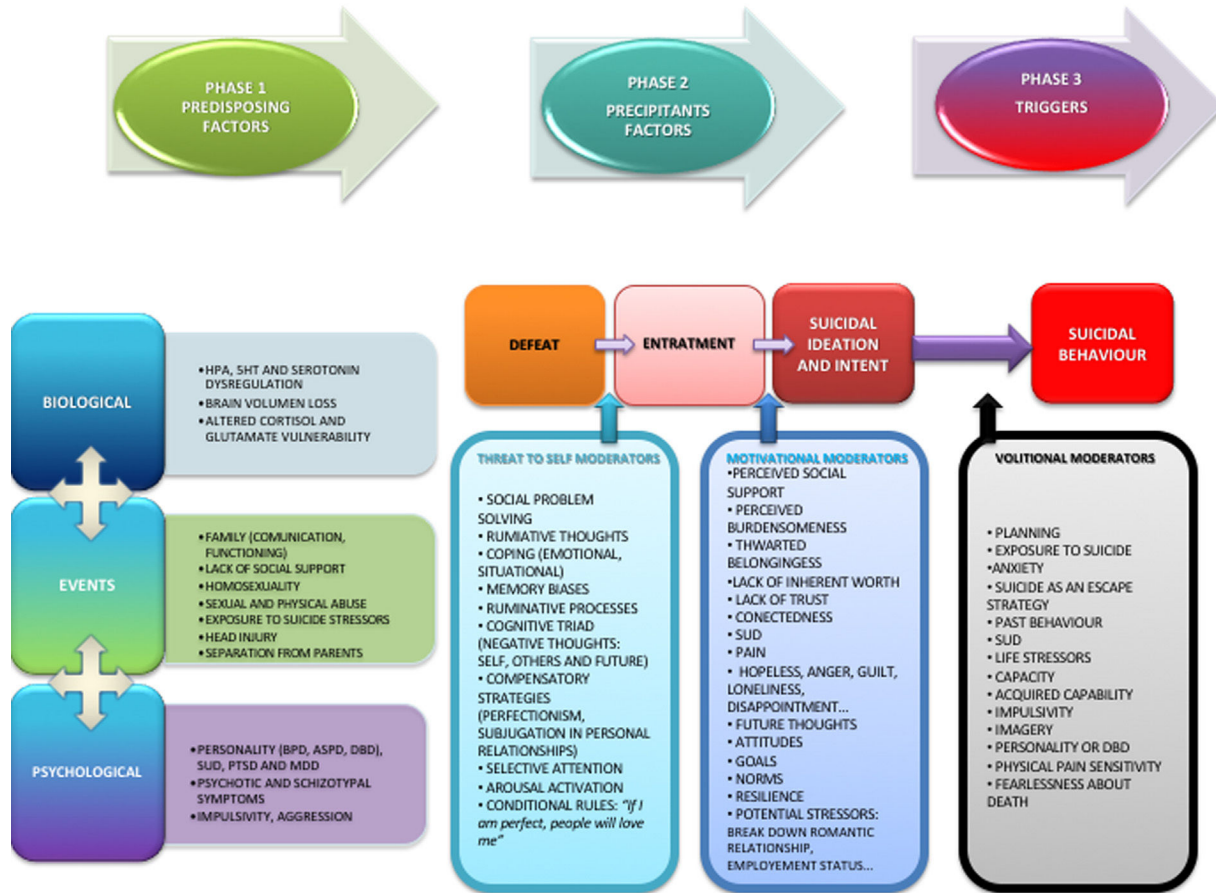 PHASE 1
PREDISPOSING
FACTORS
PHASE 2
PRECIPITANTS
FACTORS
PHASE 3
TRIGGERS
BIOLOGICAL
•HPA, 5HT AND SEROTONIN
DYSREGULATION
•BRAIN VOLUMEN LOSS
•ALTERED CORTISOL AND
GLUTAMATE VULNERABILITY
EVENTS
•FAMILY (COMUNICATION,
FUNCTIONING)
•LACK OF SOCIAL SUPPORT
•HOMOSEXUALITY
•SEXUAL AND PHYSICAL ABUSE
•EXPOSURE TO SUICIDE STRESSORS
•HEAD INJURY
•SEPARATION FROM PARENTS
PSYCHOLOGICAL
•PERSONALITY (BPD, ASPD, DBD),
SUD, PTSD AND MDD
•PSYCHOTIC AND SCHIZOTYPAL
SYMPTOMS
•IMPULSIVITY, AGGRESSION
DEFEAT
ENTRATMENT
SUICIDAL
IDEATION
AND INTENT
SUICIDAL
BEHAVIOUR
THREAT TO SELF MODERATORS
• SOCIAL PROBLEM
SOLVING
• RUMIATIVE THOUGHTS
• COPING (EMOTIONAL,
SITUATIONAL)
• MEMORY BIASES
• RUMINATIVE PROCESSES
• COGNITIVE TRIAD
(NEGATIVE THOUGHTS:
SELF, OTHERS AND FUTURE)
• COMPENSATORY
STRATEGIES
(PERFECTIONISM,
SUBJUGATION IN PERSONAL
RELATIONSHIPS)
• SELECTIVE ATTENTION
• AROUSAL ACTIVATION
• CONDITIONAL RULES: "If I
am perfect, people will love
me"
MOTIVATIONAL MODERATORS
•PERCEIVED SOCIAL
SUPPORT
• PERCEIVED
BURDENSOMENESS
• THWARTED
BELONGINGESS
•LACK OF INHERENT WORTH
• LACK OF TRUST
• CONECTEDNESS
• SUD
• PAIN
• HOPELESS, ANGER, GUILT,
LONELINESS,
DISAPPOINTMENT...
• FUTURE THOUGHTS
• ATTITUDES
• GOALS
• NORMS
• RESILIENCE
• POTENTIAL STRESSORS:
BREAK DOWN ROMANTIC
RELATIONSHIP,
EMPLOYEMENT STATUS...
VOLITIONAL MODERATORS
• PLANNING
• EXPOSURE TO SUICIDE
•ANXIETY
• SUICIDE AS AN ESCAPE
STRATEGY
• PAST BEHAVIOUR
• SUD
• LIFE STRESSORS
• CAPACITY
• ACQUIRED CAPABILITY
• IMPULSIVITY
• IMAGERY
• PERSONALITY OR DBD
• PHYSICAL PAIN SENSITIVITY
• FEARLESSNESS ABOUT
DEATH